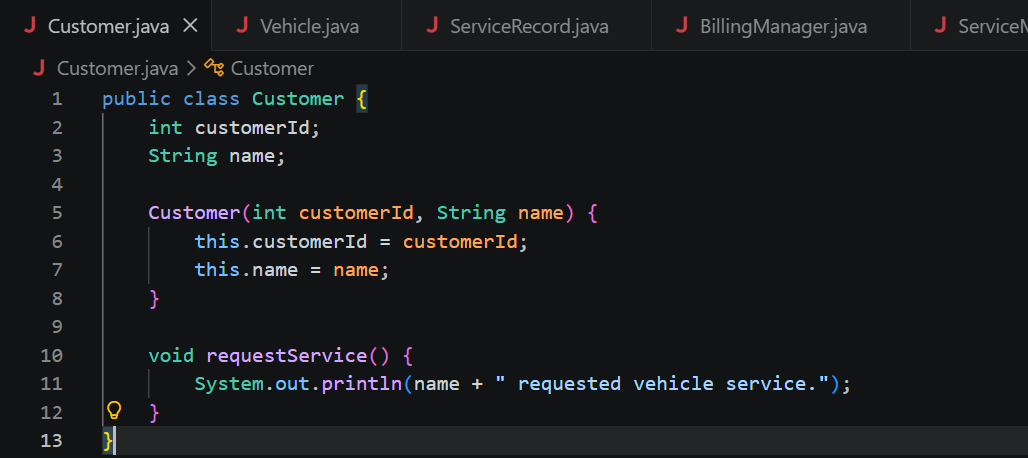 Customer.java
Vehicle.java
ServiceRecord.java
BillingManager.java
Customer.java > Customer
1 public class Customer {
2     int customerId;
3     String name;
4
5     Customer(int customerId, String name) {
6         this.customerId = customerId;
7         this.name = name;
8     }
9
10     void requestService() {
11         System.out.println(name + " requested vehicle service.");
12     }
13 }